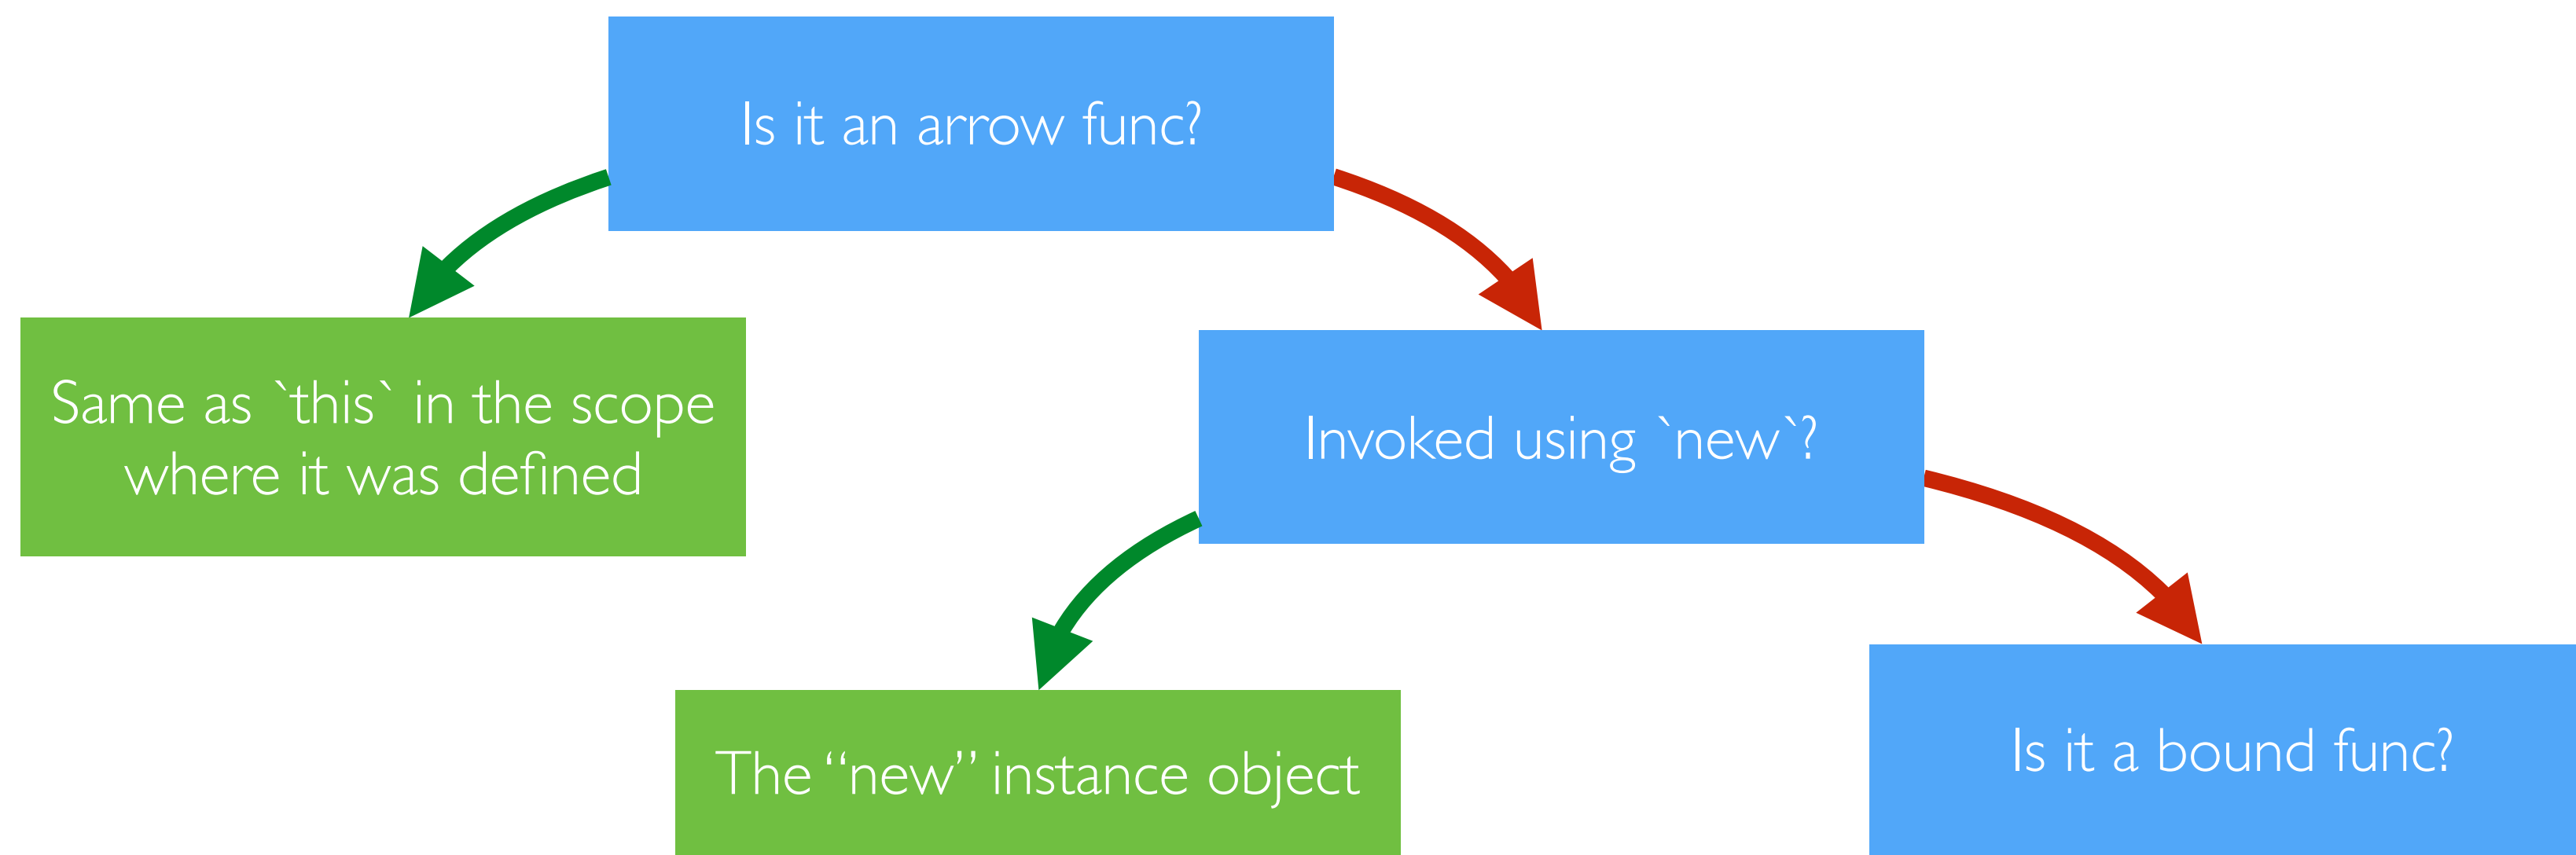 Is it an arrow func?
Same as `this` in the scope
where it was defined
Invoked using `new`?
The “new” instance object
Is it a bound func?